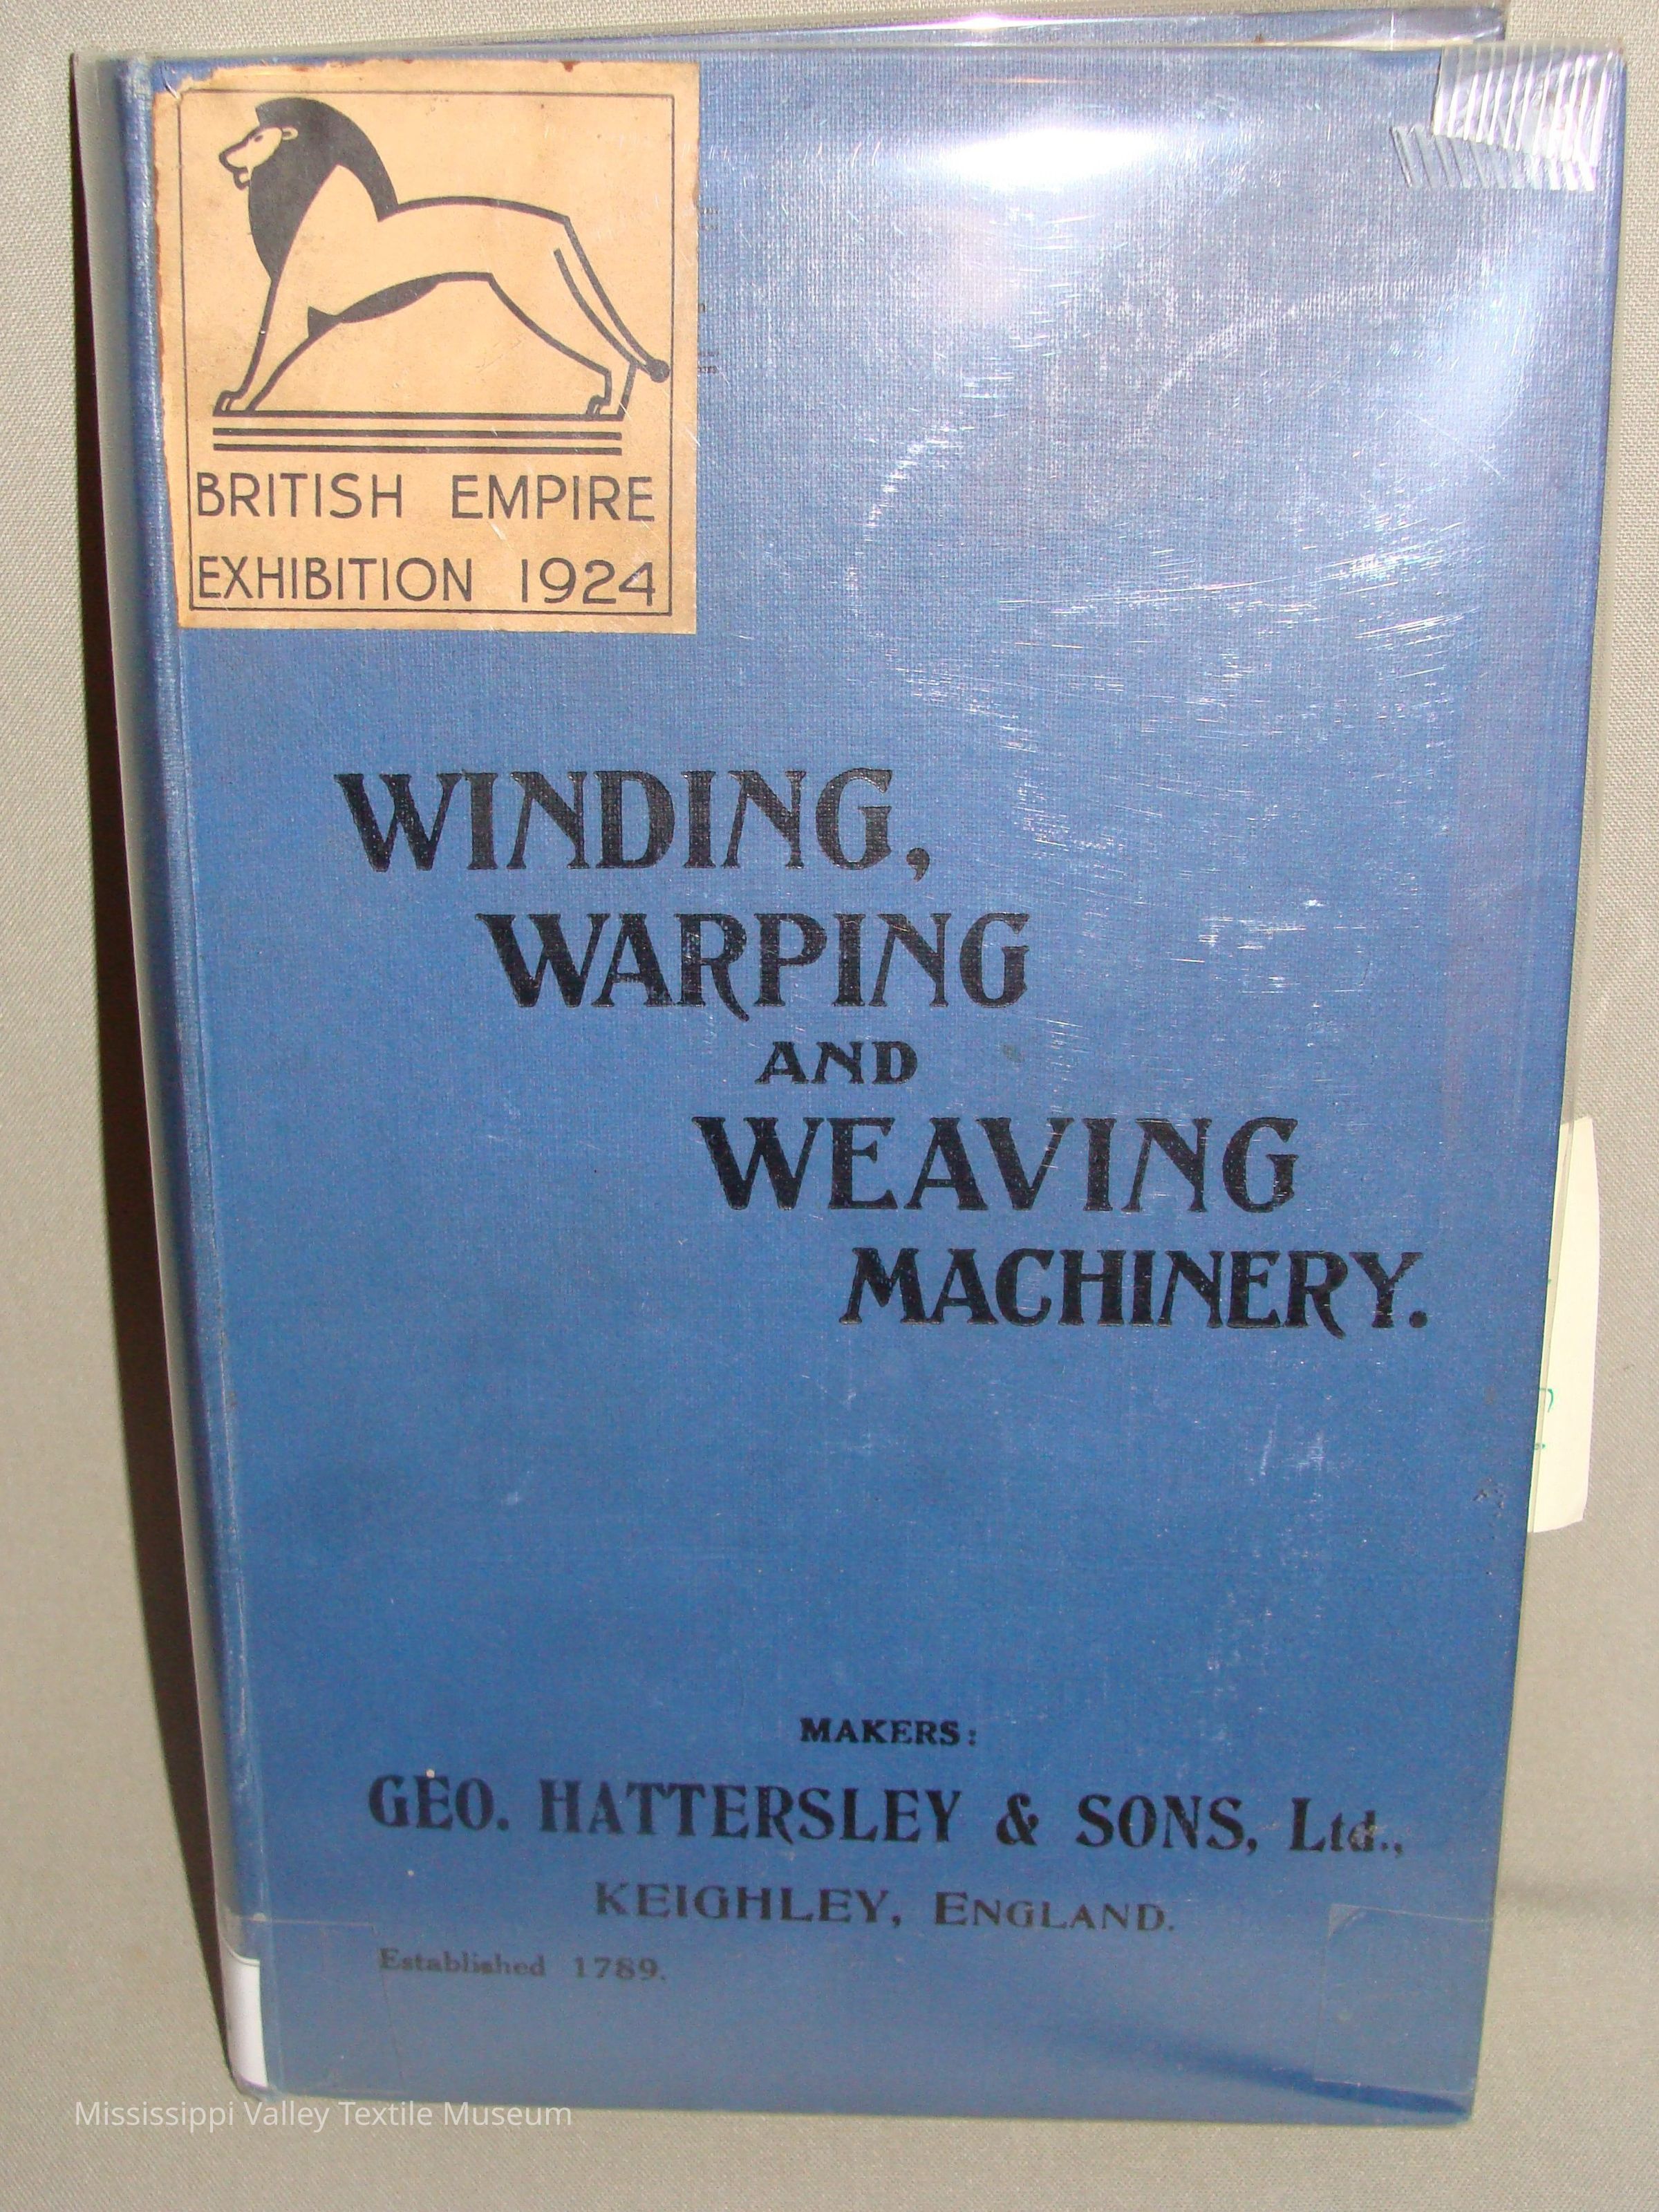 BRITISH EMPIRE
EXHIBITION 1924
WINDING,
WARPING
AND
WEAVING
MACHINERY.
MAKERS:
GEO. HATTERSLEY & SONS, Ltd.,
KEIGHLEY, ENGLAND.
Established 1789.
Mississippi Valley Textile Museum